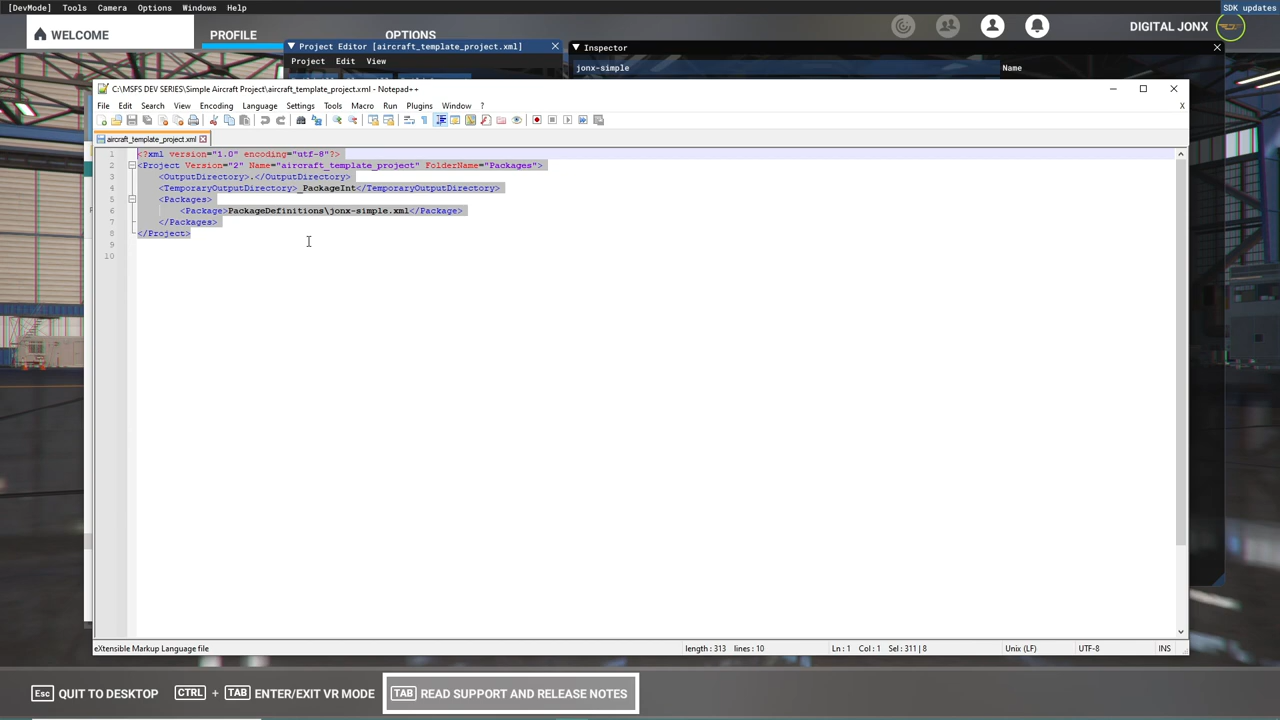 [DevMode] Tools Camera Options Windows Help
SDK updates
WELCOME
PROFILE
OPTIONS
DIGITAL JONX
Project Editor [aircraft_template_project.xml]
Inspector
Project Edit View
jonx-simple
Name
C:\MSFS DEV SERIES\Simple Aircraft Project\aircraft_template_project.xml - Notepad++
File Edit Search View Encoding Language Settings Tools Macro Run Plugins Window ?
X
aircraft_template_project.xml
1 <?xml version="1.0" encoding="utf-8"?>
2 <Project Version="2" Name="aircraft_template_project" FolderName="Packages">
3 <OutputDirectory>.</OutputDirectory>
4 <TemporaryOutputDirectory>_PackageInt</TemporaryOutputDirectory>
5 <Packages>
6 <Package>PackageDefinitions\jonx-simple.xml</Package>
7 </Packages>
8 </Project>
9
10
eXtensible Markup Language file
length : 313 lines : 10
Ln : 1 Col : 1 Sel : 311 | 8
Unix (LF)
UTF-8
INS
Esc QUIT TO DESKTOP
CTRL + TAB ENTER/EXIT VR MODE
TAB READ SUPPORT AND RELEASE NOTES